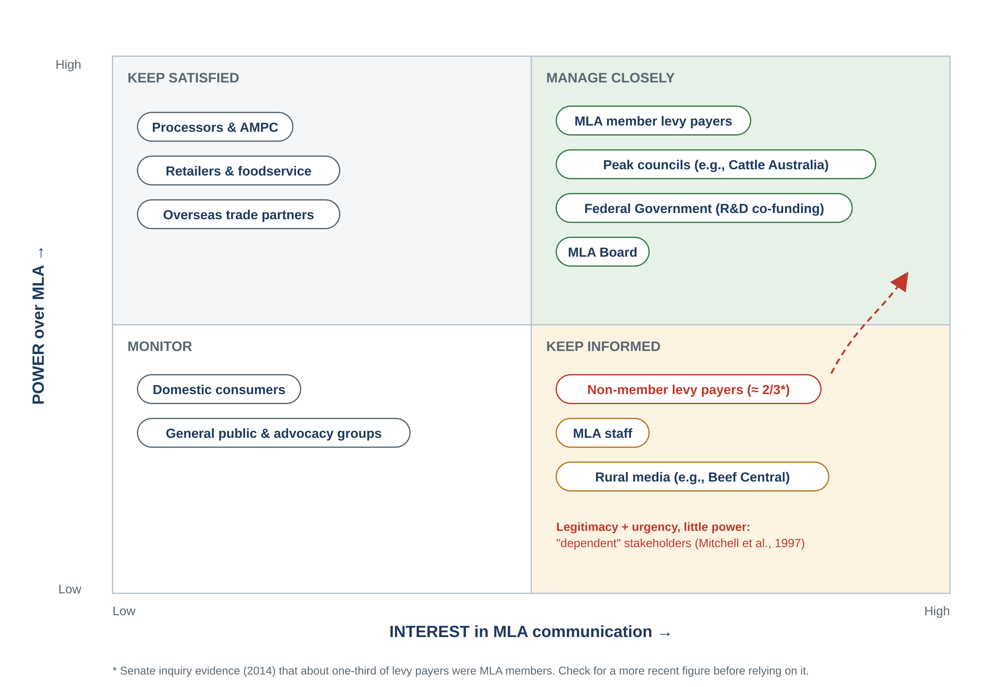 High
KEEP SATISFIED
Processors & AMPC
Retailers & foodservice
Overseas trade partners
MANAGE CLOSELY
MLA member levy payers
Peak councils (e.g., Cattle Australia)
Federal Government (R&D co-funding)
MLA Board
POWER over MLA →
MONITOR
Domestic consumers
General public & advocacy groups
KEEP INFORMED
Non-member levy payers (≈ 2/3*)
MLA staff
Rural media (e.g., Beef Central)
Legitimacy + urgency, little power:
"dependent" stakeholders (Mitchell et al., 1997)
Low
Low
High
INTEREST in MLA communication →
* Senate inquiry evidence (2014) that about one-third of levy payers were MLA members. Check for a more recent figure before relying on it.